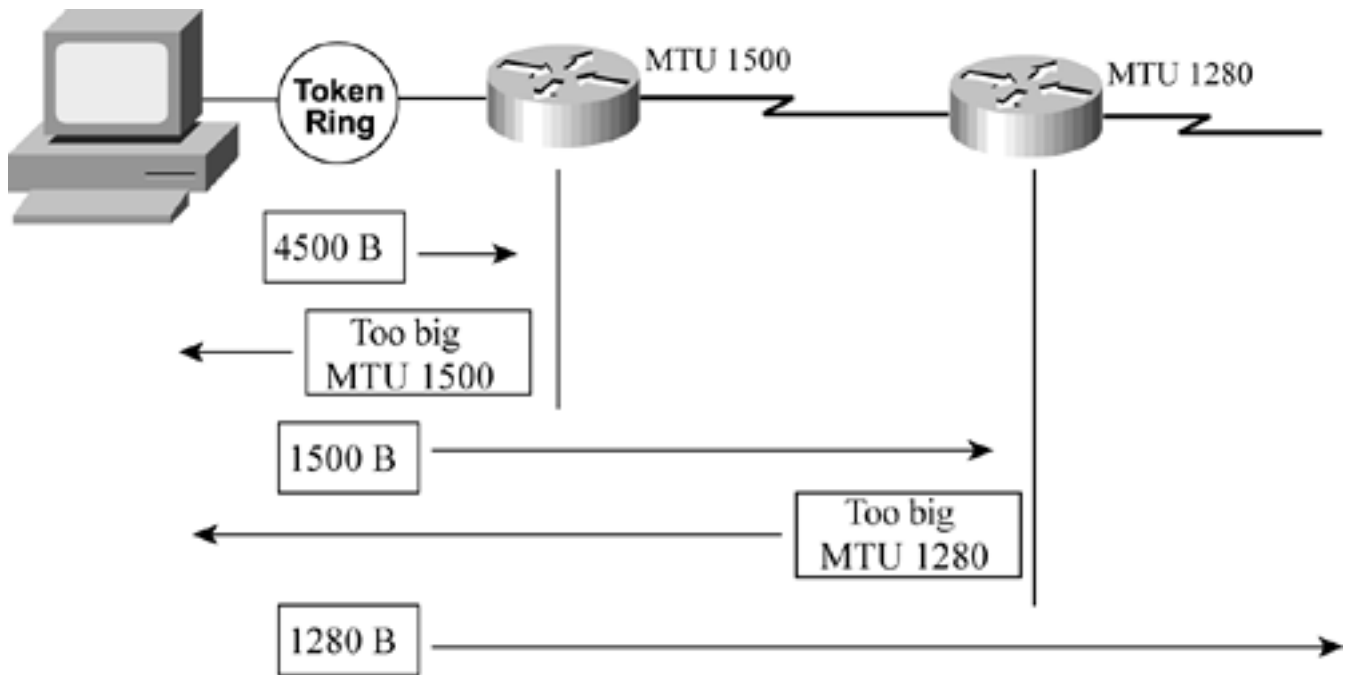 MTU 1500
MTU 1280
Token
Ring
4500 B
Too big
MTU 1500
1500 B
Too big
MTU 1280
1280 B